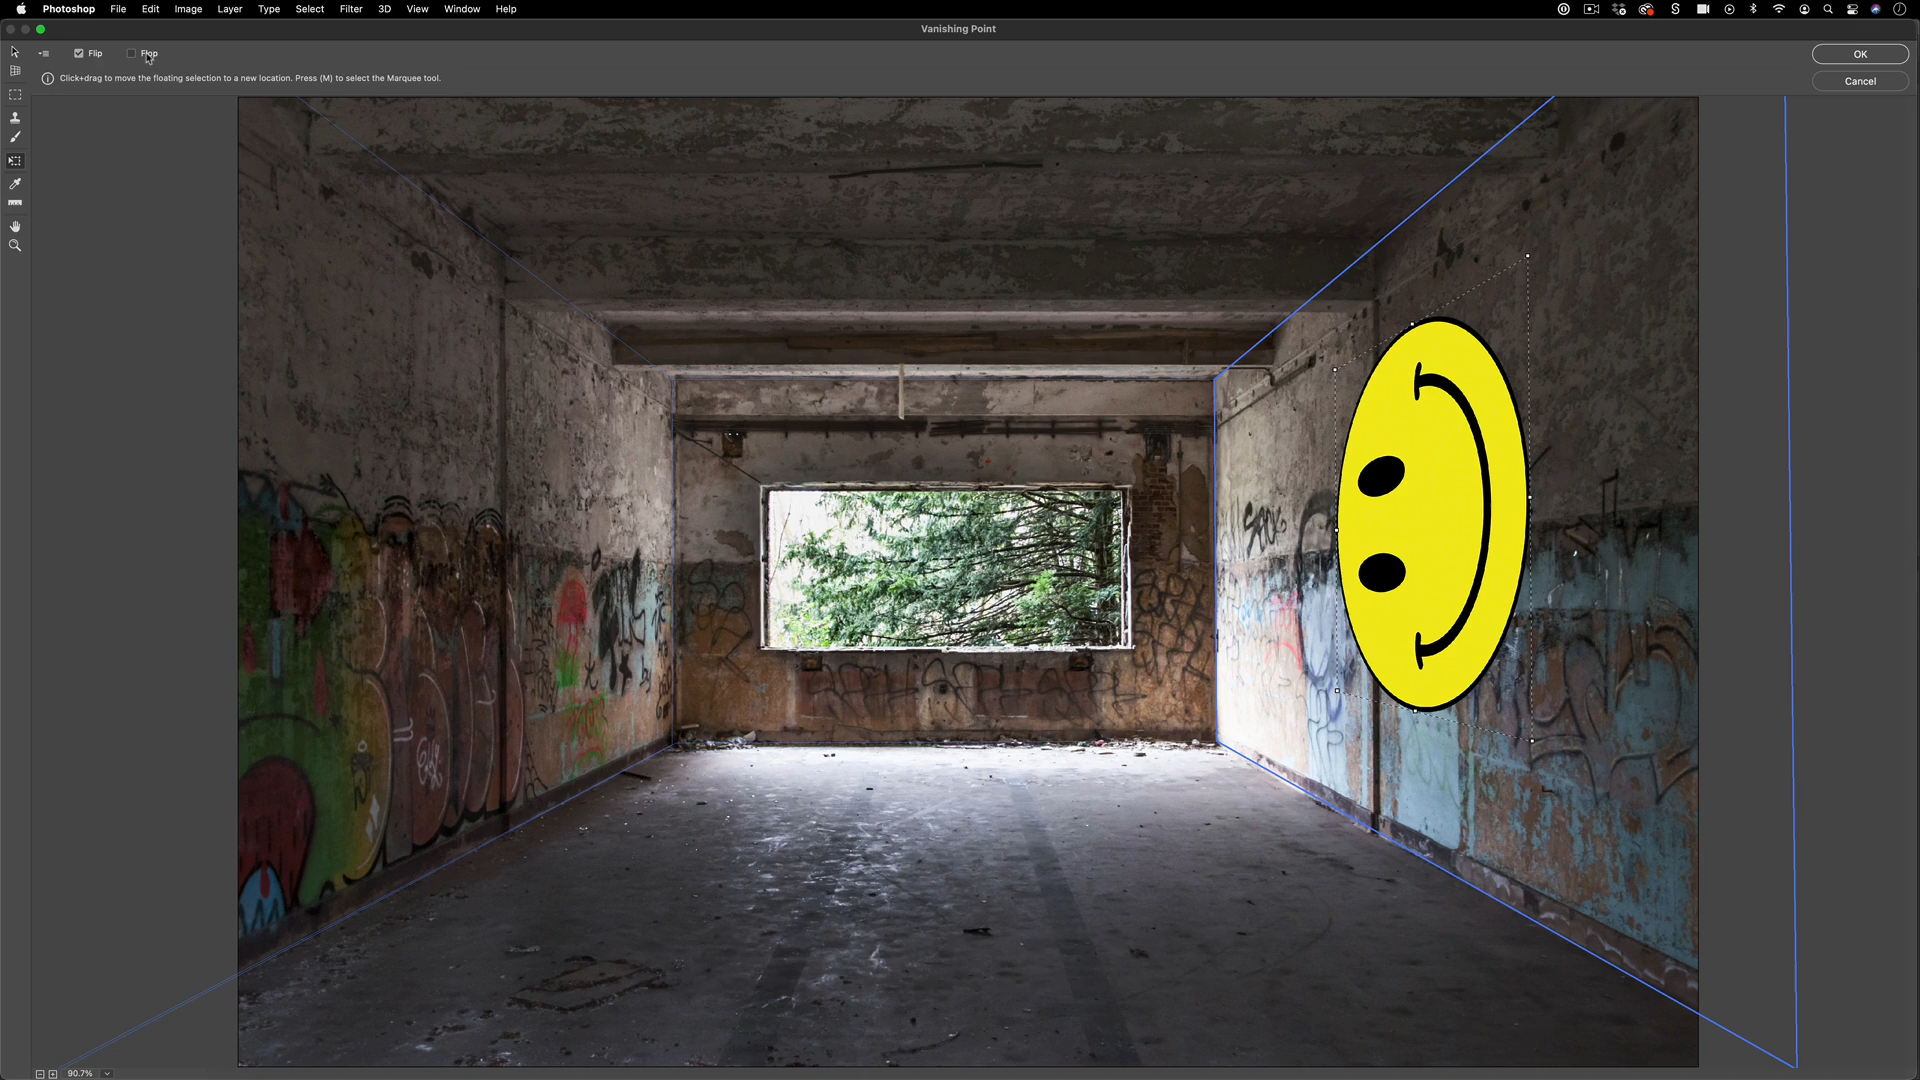 Photoshop File Edit Image Layer Type Select Filter 3D View Window Help
Vanishing Point
Flip Flop
OK
Click+drag to move the floating selection to a new location. Press (M) to select the Marquee tool.
Cancel
90.7%